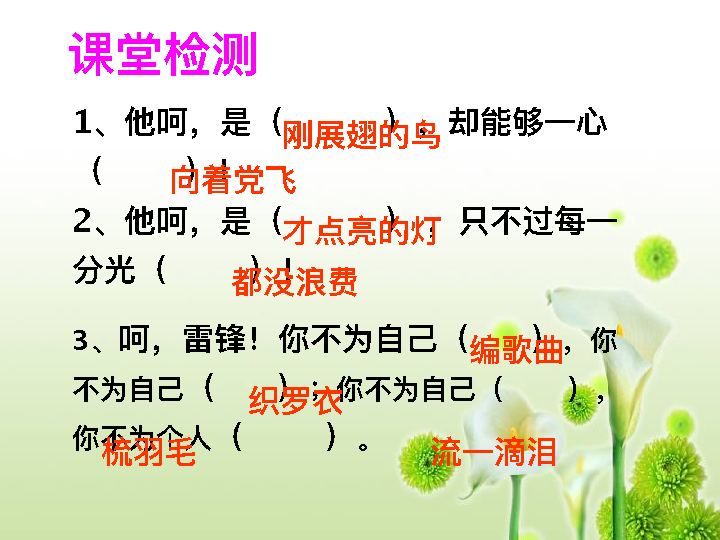 课堂检测
1、他呵，是（刚展翅的鸟），却能够一心
（向着党飞）！
2、他呵，是（才点亮的灯），只不过每一
分光（都没浪费）！
3、呵，雷锋！你不为自己（编歌曲），你
不为自己（织罗衣）；你不为自己（ ），
你不为个人（ ）。
梳羽毛 流一滴泪